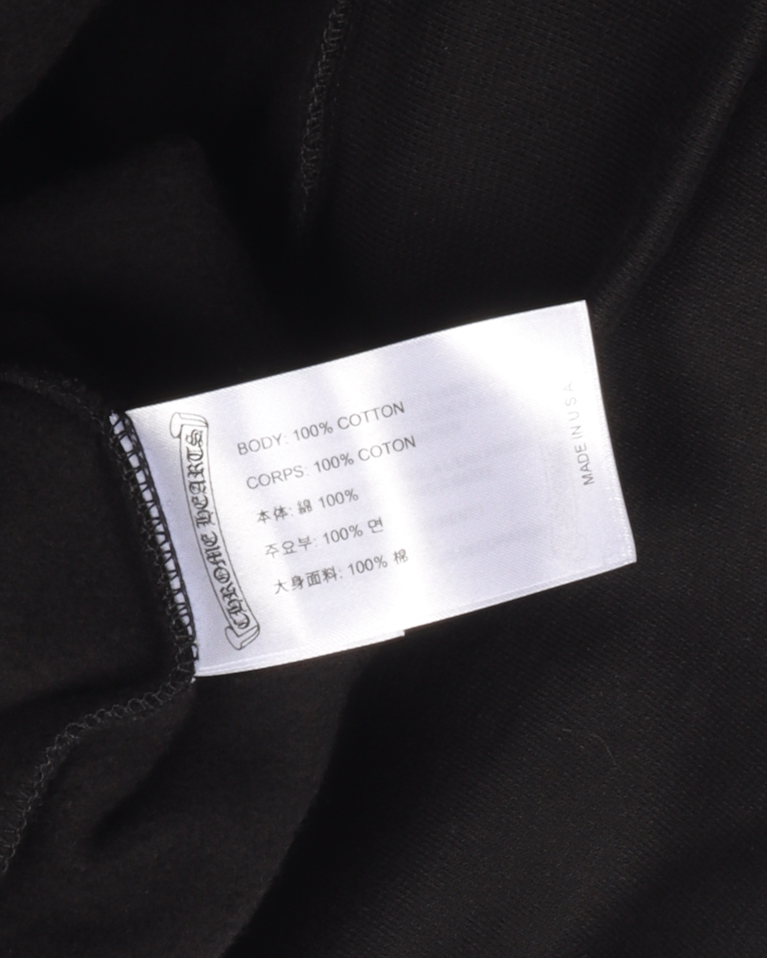 CHROME HEARTS
BODY: 100% COTTON
CORPS: 100% COTON
本体: 綿 100%
주요부: 100% 면
大身面料: 100% 棉
MADE IN U S A